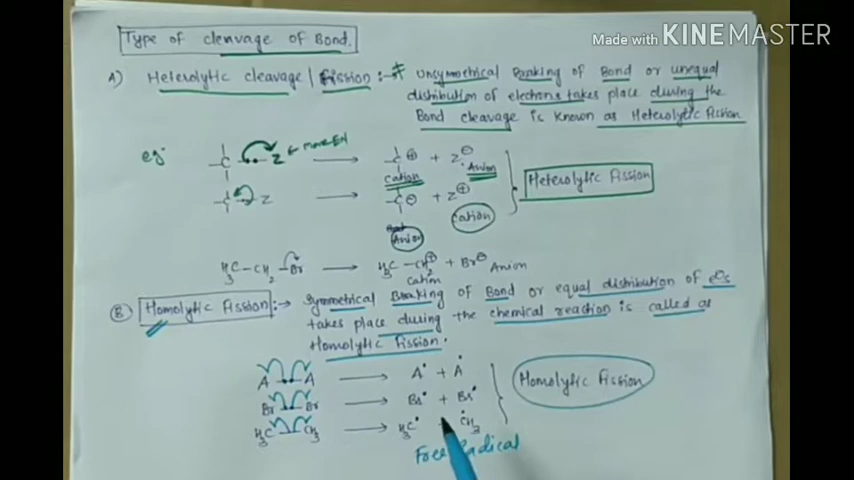 Type of cleavage of Bond.
Made with KINEMASTER
A) Heterolytic cleavage | Fission :→ * Unsymmetrical Braking of Bond or unequal
distribution of electrons takes place during the
Bond cleavage is known as Heterolytic Fission
eg:
-C : Z ← more EN → -C⊕ + Z⊖
cation Anion
-C - Z → -C⊖ + Z⊕
Anion cation
Heterolytic Fission
H3C-CH2-Br → H3C-CH2⊕ + Br⊖ Anion
cation
B) Homolytic Fission :→ Symmetrical Braking of Bond or equal distribution of e⊖s
takes place during the chemical reaction is called as
Homolytic Fission.
A : A → A• + A•
Br : Br → Br• + Br•
H3C : CH3 → H3C• + •CH3
Homolytic Fission
Free Radical